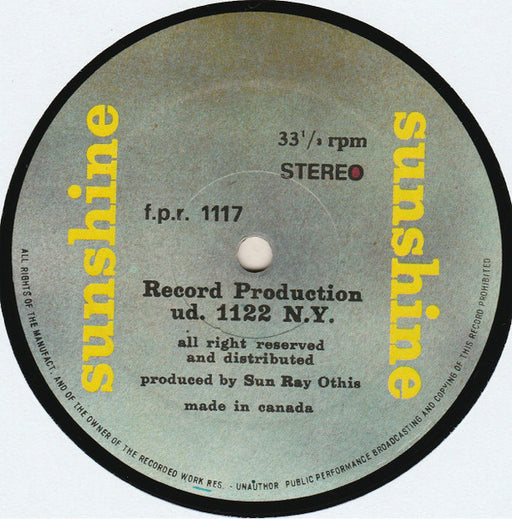 sunshine
sunshine
33 1/3 rpm
STEREO
f.p.r. 1117
Record Production
ud. 1122 N.Y.
all right reserved
and distributed
produced by Sun Ray Othis
made in canada
ALL RIGHTS OF THE MANUFACT. AND OF THE OWNER OF THE RECORDED WORK RES. - UNAUTHOR PUBLIC PERFORMANCE BROADCASTING AND COPYING OF THIS RECORD PROHIBITED